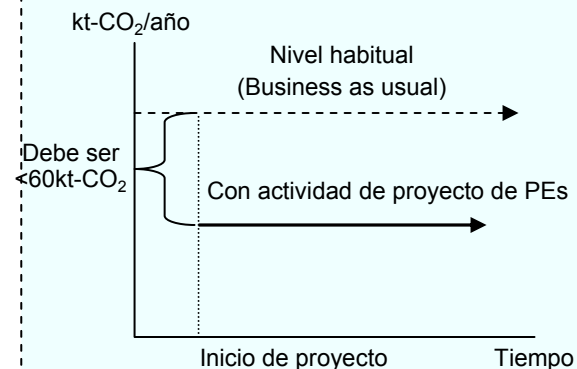 kt-CO₂/año
Nivel habitual
(Business as usual)
Debe ser
<60kt-CO₂
Con actividad de proyecto de PEs
Inicio de proyecto
Tiempo